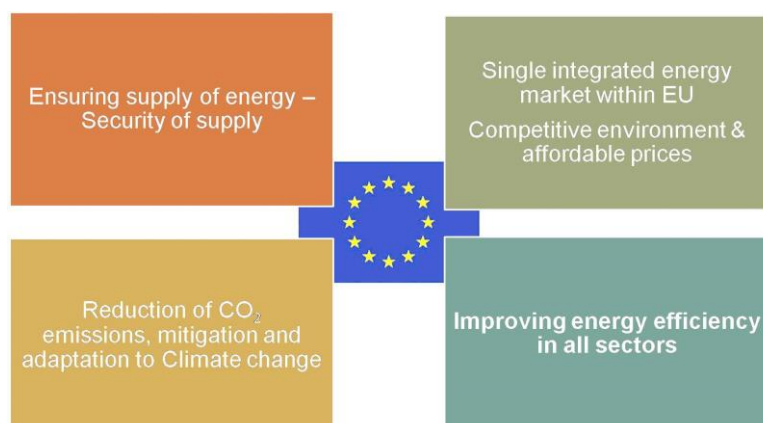 Ensuring supply of energy –
Security of supply
Single integrated energy
market within EU
Competitive environment &
affordable prices
Reduction of CO₂
emissions, mitigation and
adaptation to Climate change
Improving energy efficiency
in all sectors